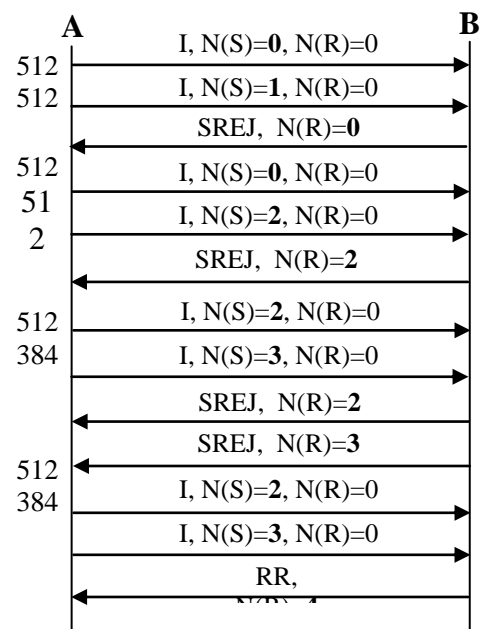 A B
I, N(S)=0, N(R)=0
512
I, N(S)=1, N(R)=0
512
SREJ, N(R)=0
512
I, N(S)=0, N(R)=0
51
2
I, N(S)=2, N(R)=0
SREJ, N(R)=2
512
I, N(S)=2, N(R)=0
384
I, N(S)=3, N(R)=0
SREJ, N(R)=2
SREJ, N(R)=3
512
384
I, N(S)=2, N(R)=0
I, N(S)=3, N(R)=0
RR,